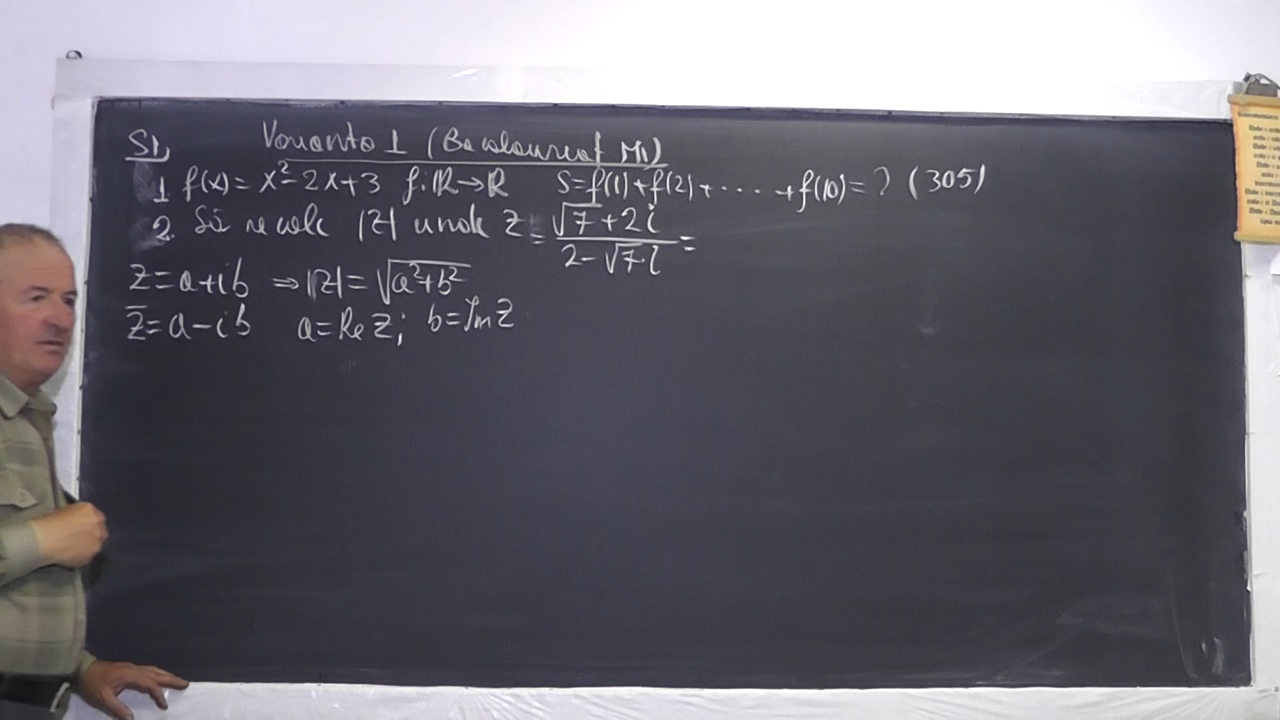 SI. Varianta 1 (Bacalaureat M1)
1. f(x) = x²-2x+3 f: ℝ→ℝ S=f(1)+f(2)+....+f(10)=? (305)
2. Să se calc |z| unde z = (√7+2i)/(2-√7·i) =
z=a+ib ⇒ |z| = √(a²+b²)
z̄=a-ib a=Re z; b=Im z